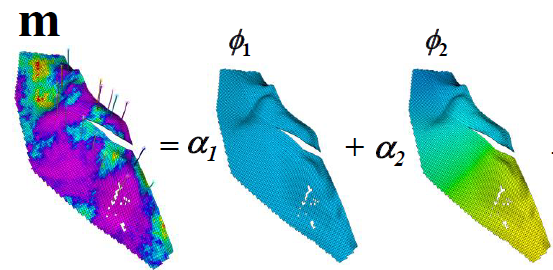 m
ϕ₁ ϕ₂
= α₁ + α₂